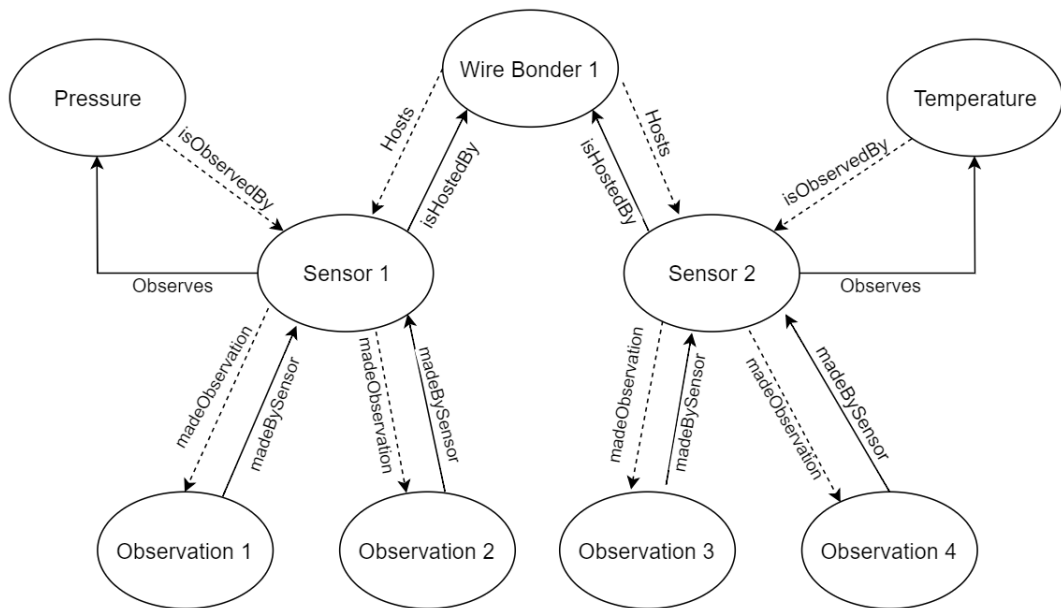 Wire Bonder 1
Pressure
Temperature
isObservedBy
Hosts
isHostedBy
Hosts
isHostedBy
isObservedBy
Sensor 1
Sensor 2
Observes
Observes
madeObservation
madeBySensor
madeObservation
madeBySensor
madeObservation
madeBySensor
madeObservation
madeBySensor
Observation 1
Observation 2
Observation 3
Observation 4